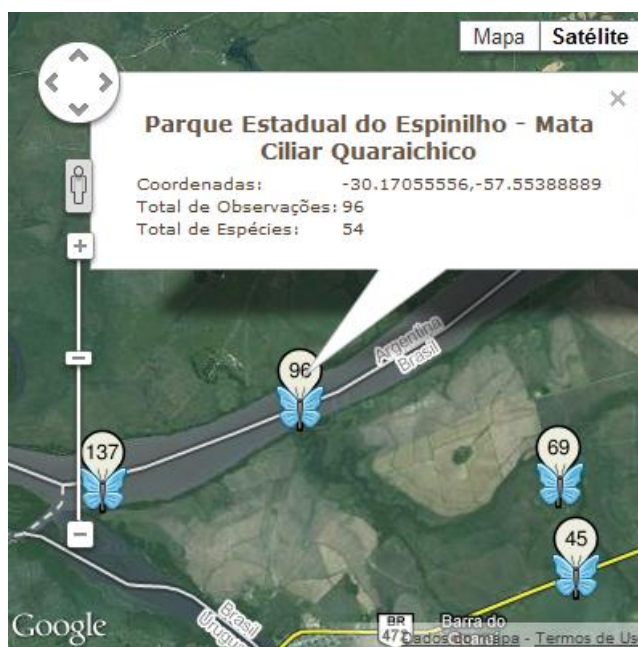 Mapa
Satélite
Parque Estadual do Espinilho - Mata
Ciliar Quaraichico
Coordenadas: -30.17055556,-57.55388889
Total de Observações: 96
Total de Espécies: 54
Argentina
Brasil
96
137
69
45
Brasil
BR
Barra do
Google
Dados do mapa - Termos de Us